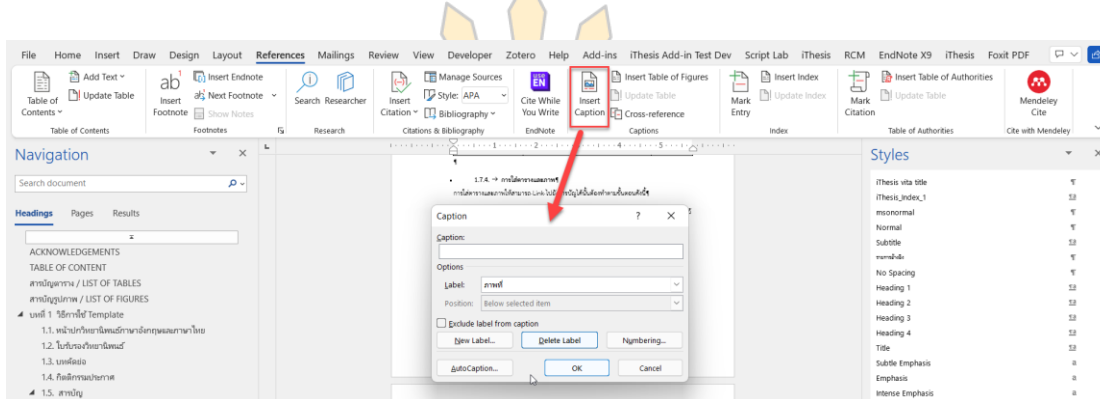 File Home Insert Draw Design Layout References Mailings Review View Developer Zotero Help Add-ins iThesis Add-in Test Dev Script Lab iThesis RCM EndNote X9 iThesis Foxit PDF
Table of Contents
Add Text
Update Table
Table of Contents
ab
Insert Footnote
Insert Endnote
Next Footnote
Show Notes
Footnotes
Search Researcher
Research
Insert Citation
Manage Sources
Style: APA
Bibliography
Citations & Bibliography
EN
Cite While You Write
EndNote
Insert Caption
Insert Table of Figures
Update Table
Cross-reference
Captions
Mark Entry
Insert Index
Update Index
Index
Mark Citation
Insert Table of Authorities
Update Table
Table of Authorities
Mendeley Cite
Cite with Mendeley
Navigation
Search document
Headings Pages Results
ACKNOWLEDGEMENTS
TABLE OF CONTENT
สารบัญตาราง / LIST OF TABLES
สารบัญรูปภาพ / LIST OF FIGURES
บทที่ 1 วิธีการใช้ Template
1.1. หน้าปกวิทยานิพนธ์ภาษาอังกฤษและภาษาไทย
1.2. ใบรับรองวิทยานิพนธ์
1.3. บทคัดย่อ
1.4. กิตติกรรมประกาศ
1.5. สารบัญ
1.7.4. → การใส่ตารางและภาพ¶
Caption ? ×
Caption:
Options
Label: ภาพที่
Position: Below selected item
Exclude label from caption
New Label... Delete Label Numbering...
AutoCaption... OK Cancel
Styles
iThesis vita title
iThesis_Index_1
msonormal
Normal
Subtitle
No Spacing
Heading 1
Heading 2
Heading 3
Heading 4
Title
Subtle Emphasis
Emphasis
Intense Emphasis